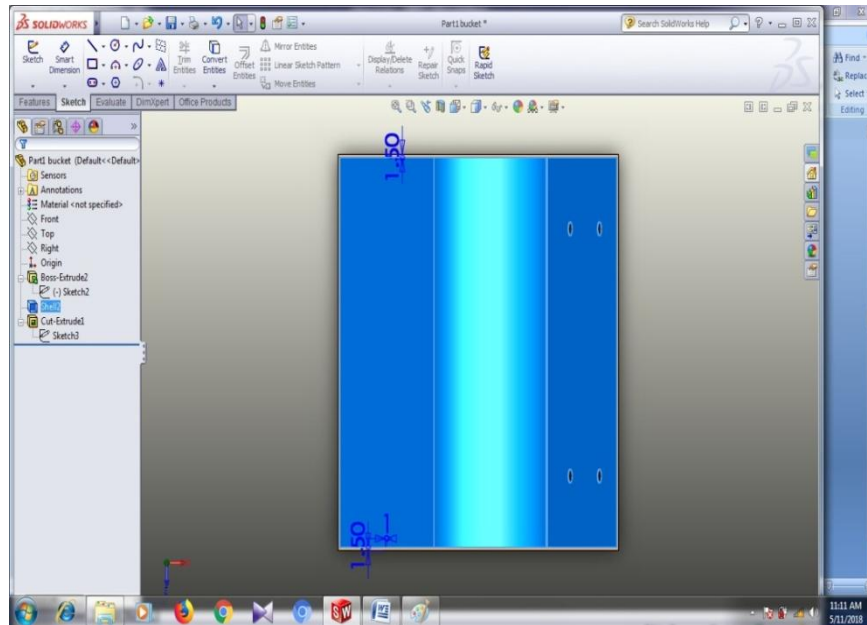 SOLIDWORKS
Part1 bucket *
Search SolidWorks Help
Sketch
Smart Dimension
Trim Entities
Convert Entities
Offset Entities
Mirror Entities
Linear Sketch Pattern
Move Entities
Display/Delete Relations
Repair Sketch
Quick Snaps
Rapid Sketch
Find
Replac
Select
Editing
Features Sketch Evaluate DimXpert Office Products
Part1 bucket (Default<<Default>
Sensors
Annotations
Material <not specified>
Front
Top
Right
Origin
Boss-Extrude2
(-) Sketch2
Shell2
Cut-Extrude1
Sketch3
1.50
1.50
1
11:11 AM
5/11/2018